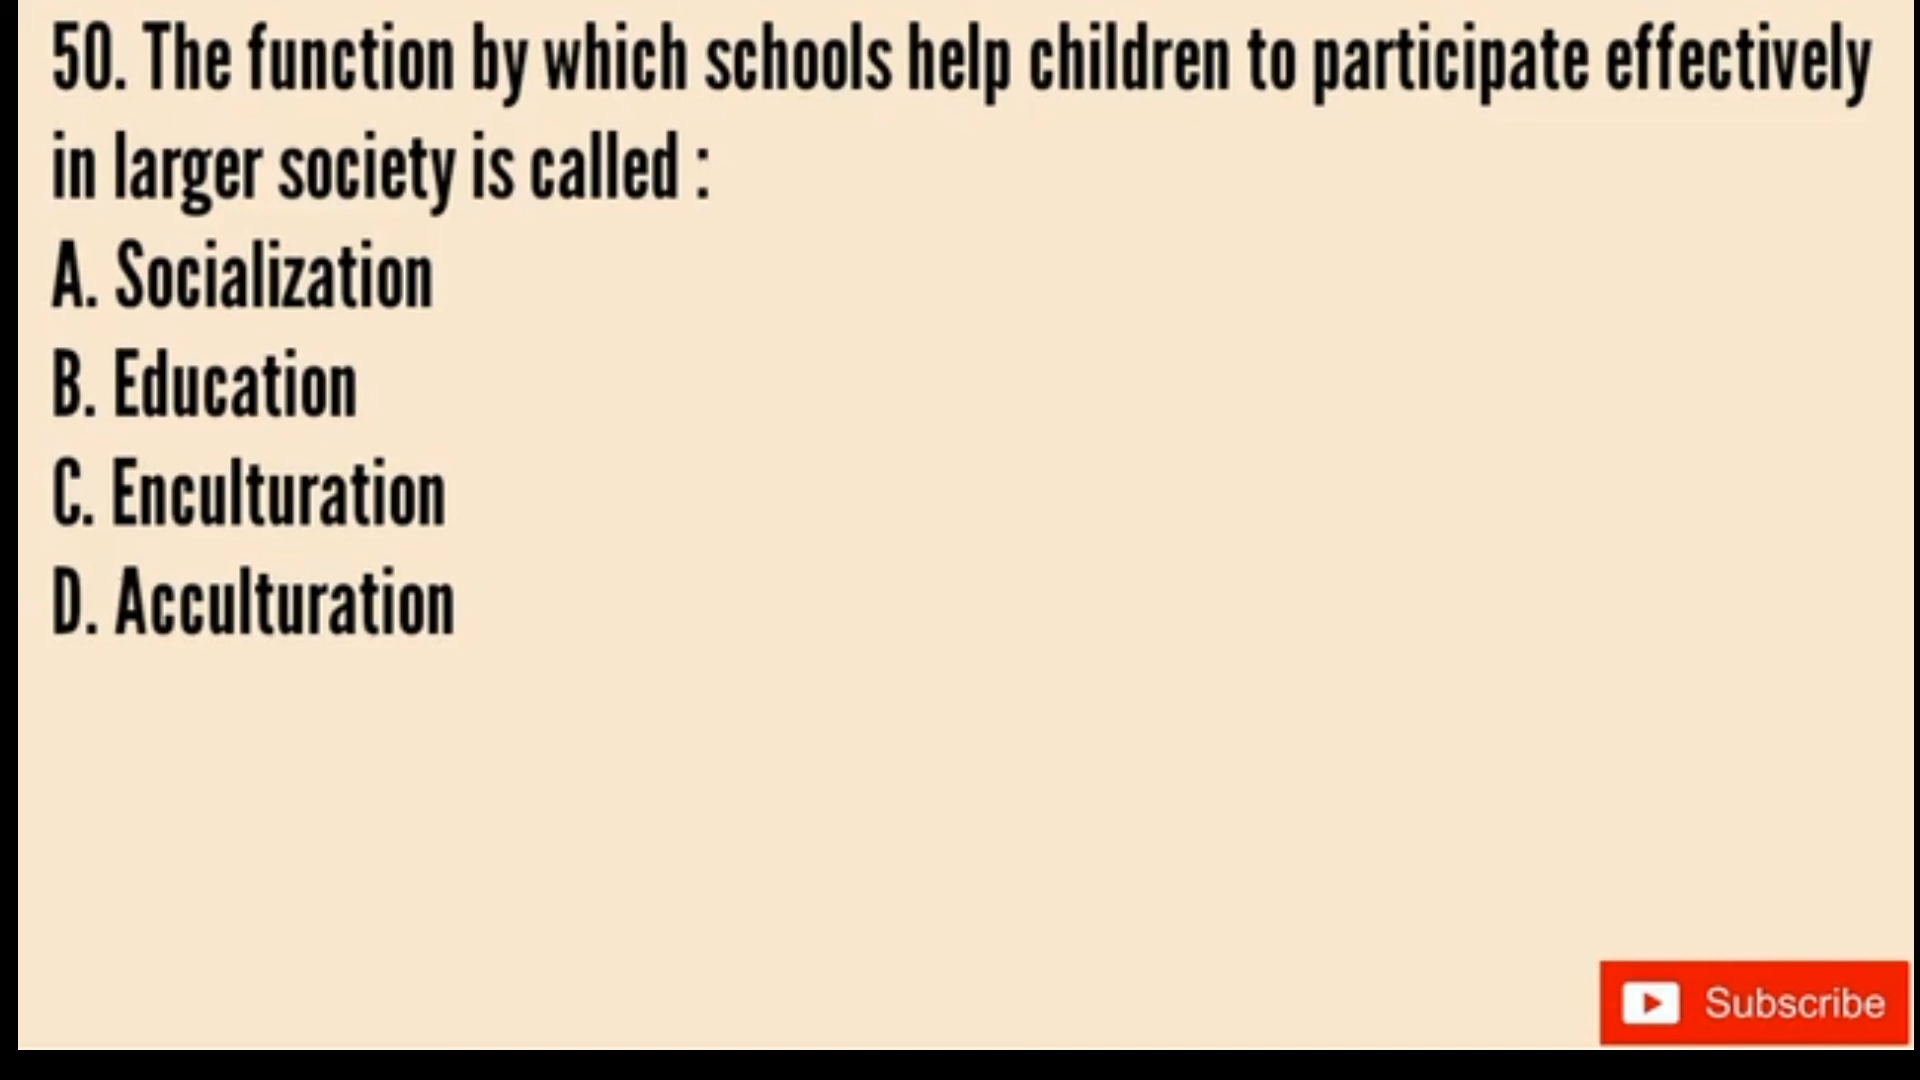 50. The function by which schools help children to participate effectively
in larger society is called :
A. Socialization
B. Education
C. Enculturation
D. Acculturation
Subscribe